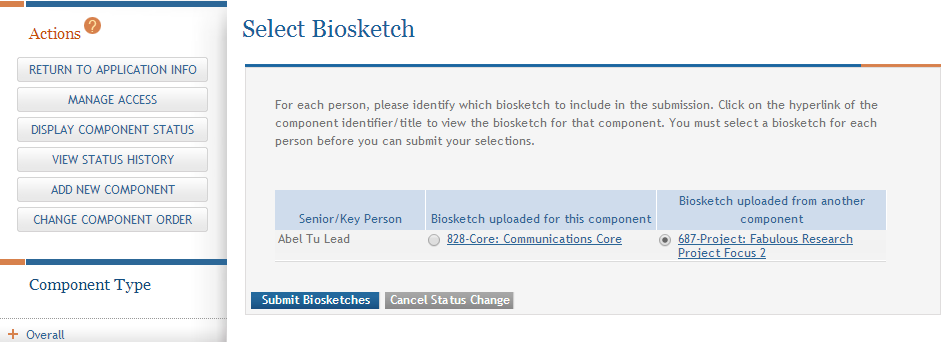 Actions ?
RETURN TO APPLICATION INFO
MANAGE ACCESS
DISPLAY COMPONENT STATUS
VIEW STATUS HISTORY
ADD NEW COMPONENT
CHANGE COMPONENT ORDER
Component Type
+ Overall
Select Biosketch
For each person, please identify which biosketch to include in the submission. Click on the hyperlink of the
component identifier/title to view the biosketch for that component. You must select a biosketch for each
person before you can submit your selections.
Senior/Key Person
Biosketch uploaded for this component
Biosketch uploaded from another
component
Abel Tu Lead
828-Core: Communications Core
687-Project: Fabulous Research
Project Focus 2
Submit Biosketches
Cancel Status Change